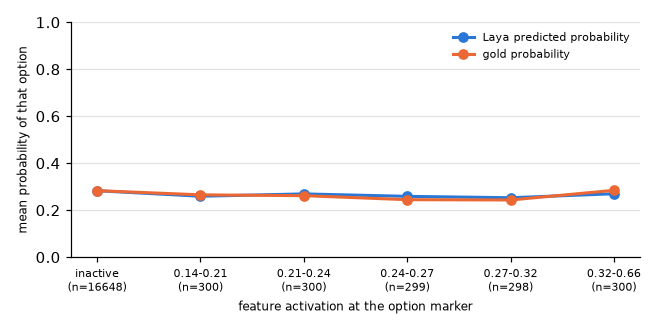 1.0
0.8
0.6
0.4
0.2
0.0
mean probability of that option
Laya predicted probability
gold probability
inactive
(n=16648)
0.14-0.21
(n=300)
0.21-0.24
(n=300)
0.24-0.27
(n=299)
0.27-0.32
(n=298)
0.32-0.66
(n=300)
feature activation at the option marker